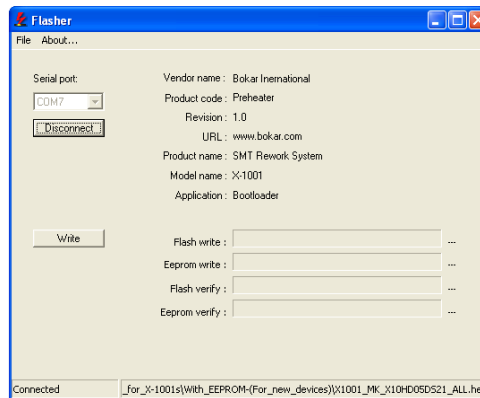 Flasher
File About...
Serial port:
COM7
Disconnect
Vendor name : Bokar Inernational
Product code : Preheater
Revision : 1.0
URL : www.bokar.com
Product name : SMT Rework System
Model name : X-1001
Application : Bootloader
Write
Flash write : ---
Eeprom write : ---
Flash verify : ---
Eeprom verify : ---
Connected _for_X-1001s\With_EEPROM-(For_new_devices)\X1001_MK_X10HD05DS21_ALL.he